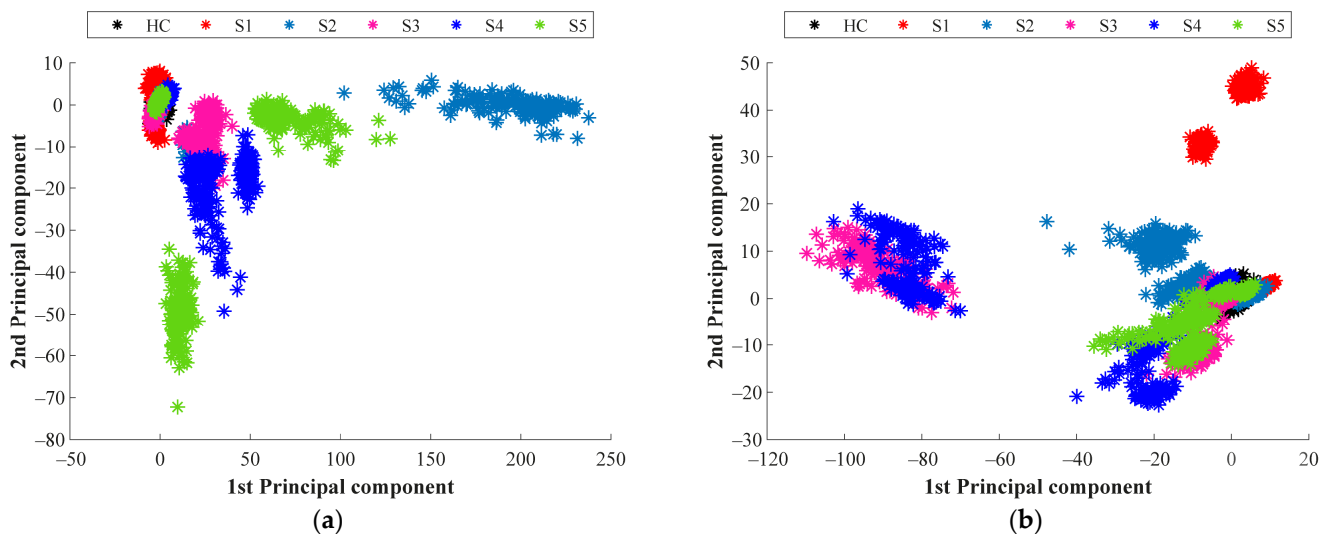 HC S1 S2 S3 S4 S5
10
0
–10
–20
–30
–40
–50
–60
–70
–80
–50 0 50 100 150 200 250
2nd Principal component
1st Principal component
(a)
HC S1 S2 S3 S4 S5
50
40
30
20
10
0
–10
–20
–30
–120 –100 –80 –60 –40 –20 0 20
2nd Principal component
1st Principal component
(b)